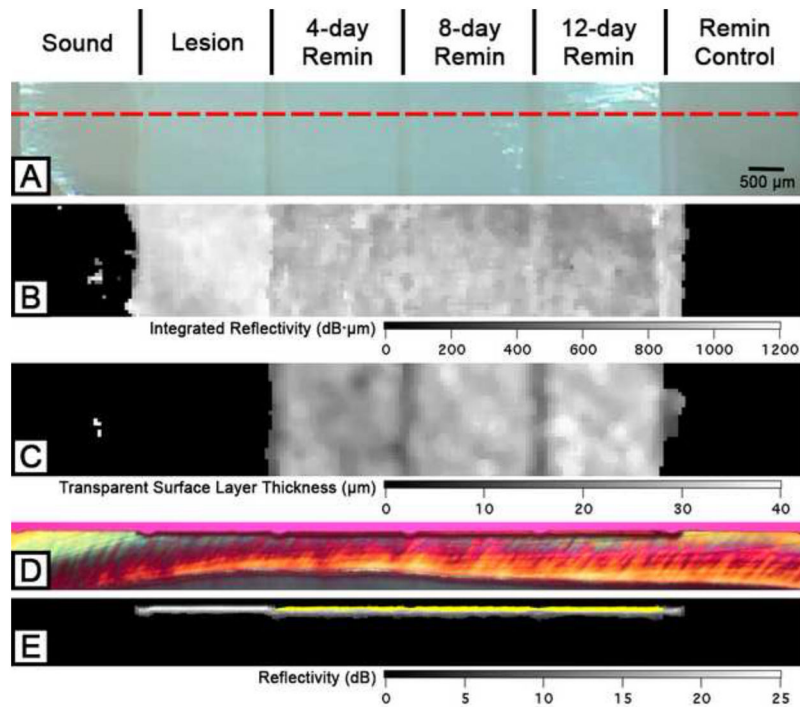 Sound
Lesion
4-day
Remin
8-day
Remin
12-day
Remin
Remin
Control
A
500 µm
B
Integrated Reflectivity (dB·µm)
0 200 400 600 800 1000 1200
C
Transparent Surface Layer Thickness (µm)
0 10 20 30 40
D
E
Reflectivity (dB)
0 5 10 15 20 25